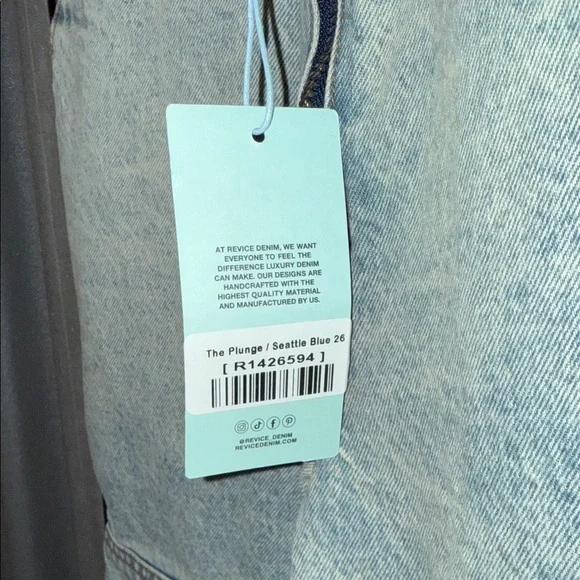 AT REVICE DENIM, WE WANT
EVERYONE TO FEEL THE
DIFFERENCE LUXURY DENIM
CAN MAKE. OUR DESIGNS ARE
HANDCRAFTED WITH THE
HIGHEST QUALITY MATERIAL
AND MANUFACTURED BY US.
The Plunge / Seattle Blue 26
[ R1426594 ]
@REVICE_DENIM
REVICEDENIM.COM